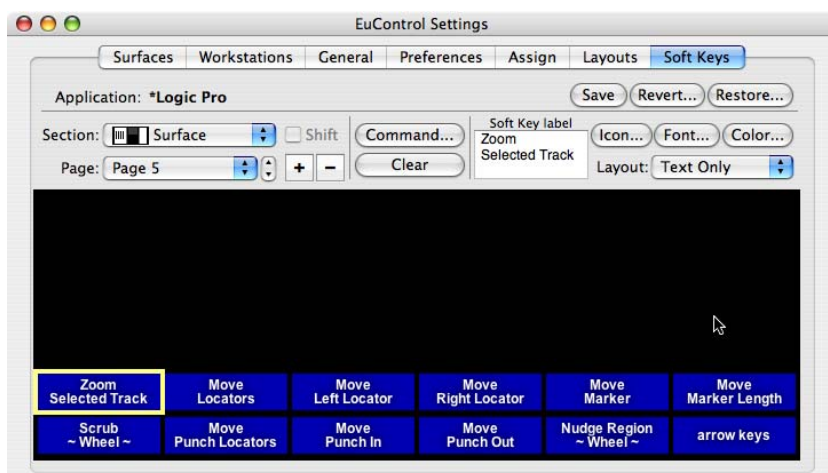 EuControl Settings
Surfaces Workstations General Preferences Assign Layouts Soft Keys
Application: *Logic Pro
Save Revert... Restore...
Section: Surface Shift Command... Soft Key label Icon... Font... Color...
Zoom
Selected Track
Page: Page 5 + − Clear Layout: Text Only
Zoom
Selected Track
Move
Locators
Move
Left Locator
Move
Right Locator
Move
Marker
Move
Marker Length
Scrub
~ Wheel ~
Move
Punch Locators
Move
Punch In
Move
Punch Out
Nudge Region
~ Wheel ~
arrow keys